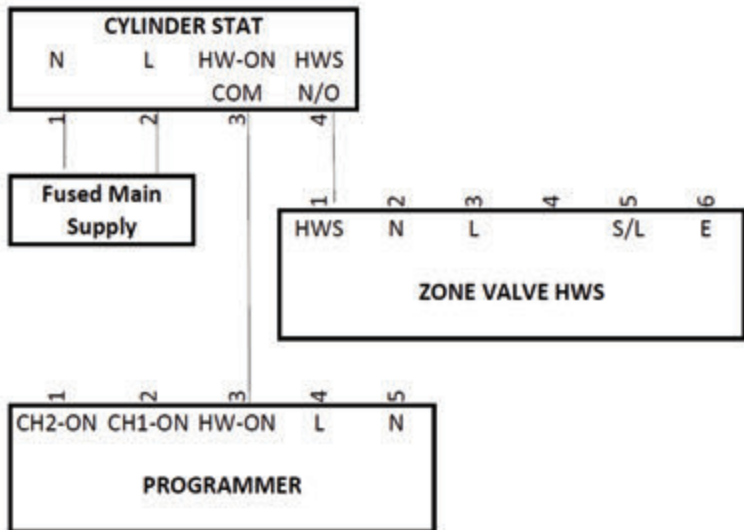 CYLINDER STAT
N L HW-ON HWS
COM N/O
1 2 3 4
Fused Main
Supply
1 2 3 4 5 6
HWS N L S/L E
ZONE VALVE HWS
1 2 3 4 5
CH2-ON CH1-ON HW-ON L N
PROGRAMMER